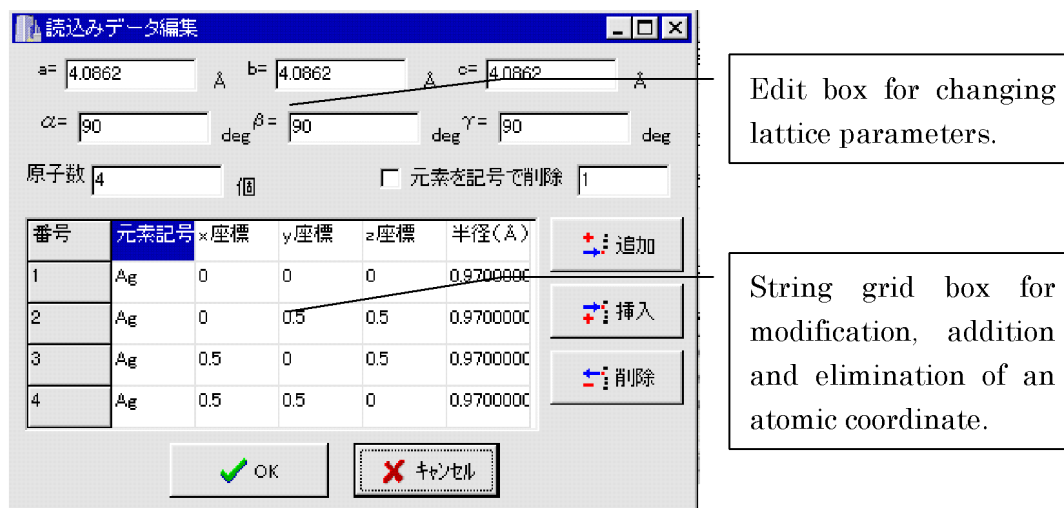 読込みデータ編集
a= 4.0862 Å b= 4.0862 Å c= 4.0862 Å
α= 90 deg β= 90 deg γ= 90 deg
原子数 4 個 元素を記号で削除 1
番号 元素記号 x座標 y座標 z座標 半径(Å)
1 Ag 0 0 0 0.9700000
2 Ag 0 0.5 0.5 0.9700000
3 Ag 0.5 0 0.5 0.9700000
4 Ag 0.5 0.5 0 0.9700000
追加
挿入
削除
OK キャンセル
Edit box for changing
lattice parameters.
String grid box for
modification, addition
and elimination of an
atomic coordinate.